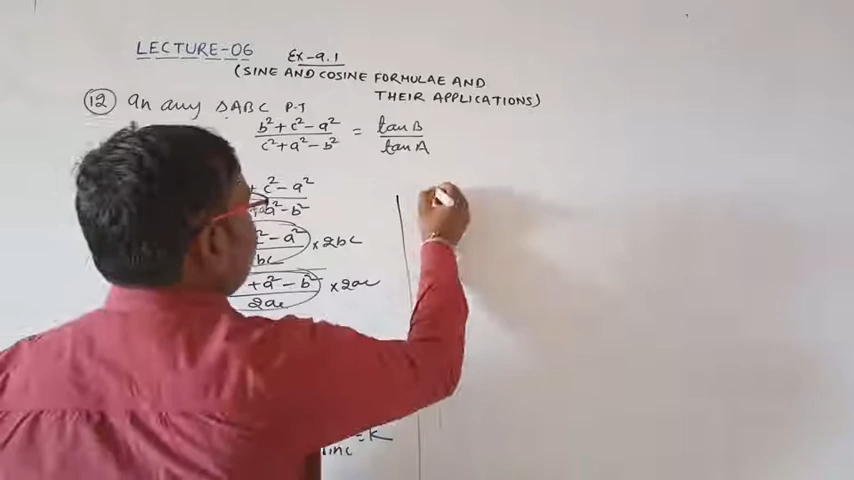 LECTURE-06
Ex-9.1
(SINE AND COSINE FORMULAE AND
THEIR APPLICATIONS)
12 In any ΔABC P.T
b²+c²-a² / c²+a²-b² = tan B / tan A
c²-a²
+a²-b²
c²-a² / bc ×2bc
+a²-b² / 2ac ×2ac
= K